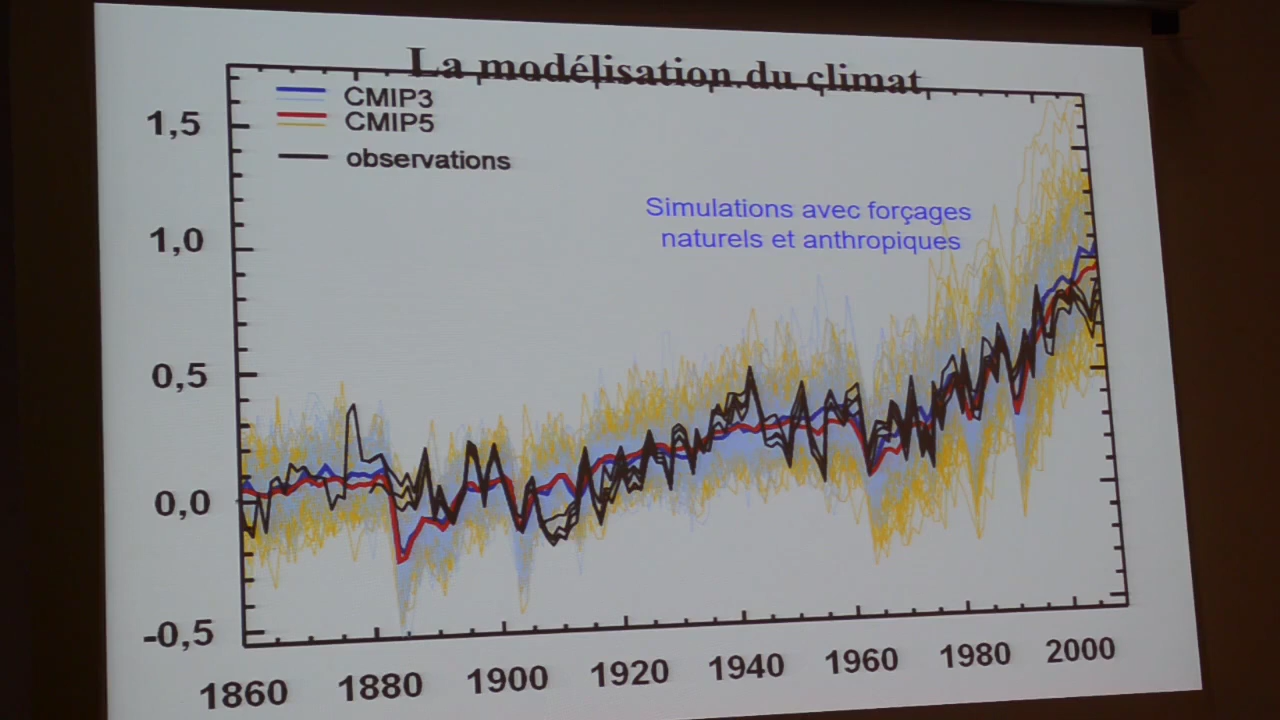 La modélisation du climat
CMIP3
CMIP5
observations
Simulations avec forçages
naturels et anthropiques
1,5
1,0
0,5
0,0
-0,5
1860 1880 1900 1920 1940 1960 1980 2000